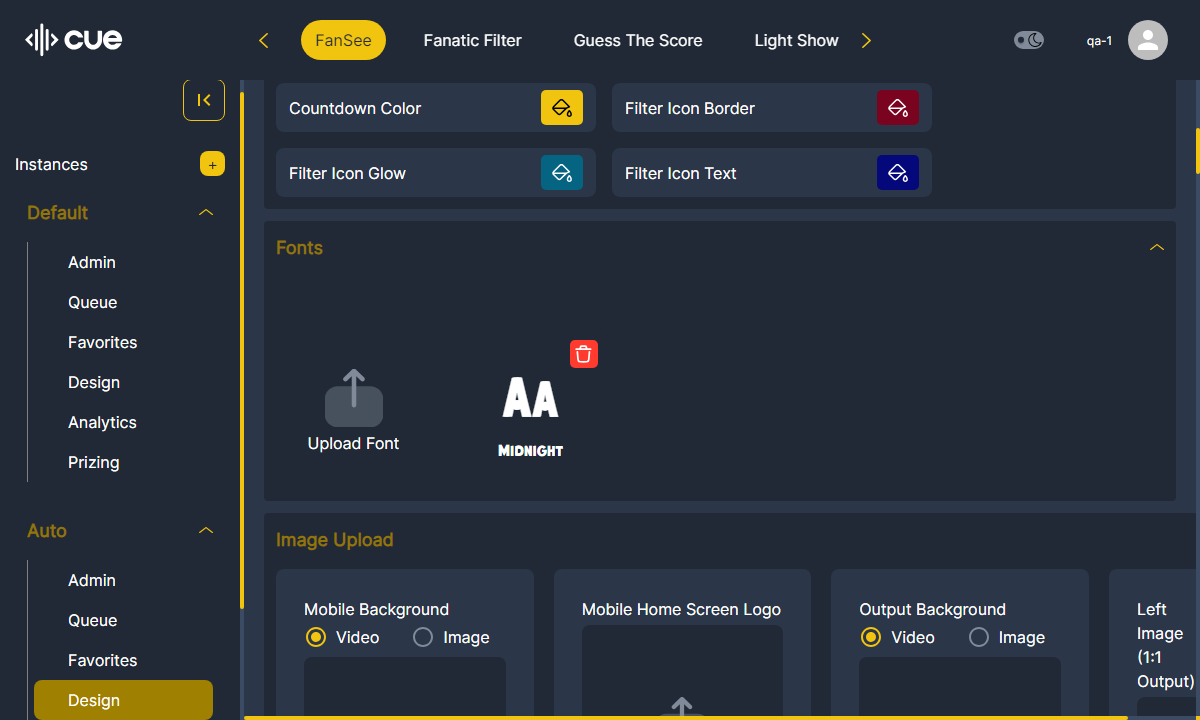 cue
FanSee
Fanatic Filter
Guess The Score
Light Show
qa-1
Instances
+
Default
Admin
Queue
Favorites
Design
Analytics
Prizing
Auto
Admin
Queue
Favorites
Design
Countdown Color
Filter Icon Border
Filter Icon Glow
Filter Icon Text
Fonts
Upload Font
AA
MIDNIGHT
Image Upload
Mobile Background
Video
Image
Mobile Home Screen Logo
Output Background
Video
Image
Left
Image
(1:1
Output)